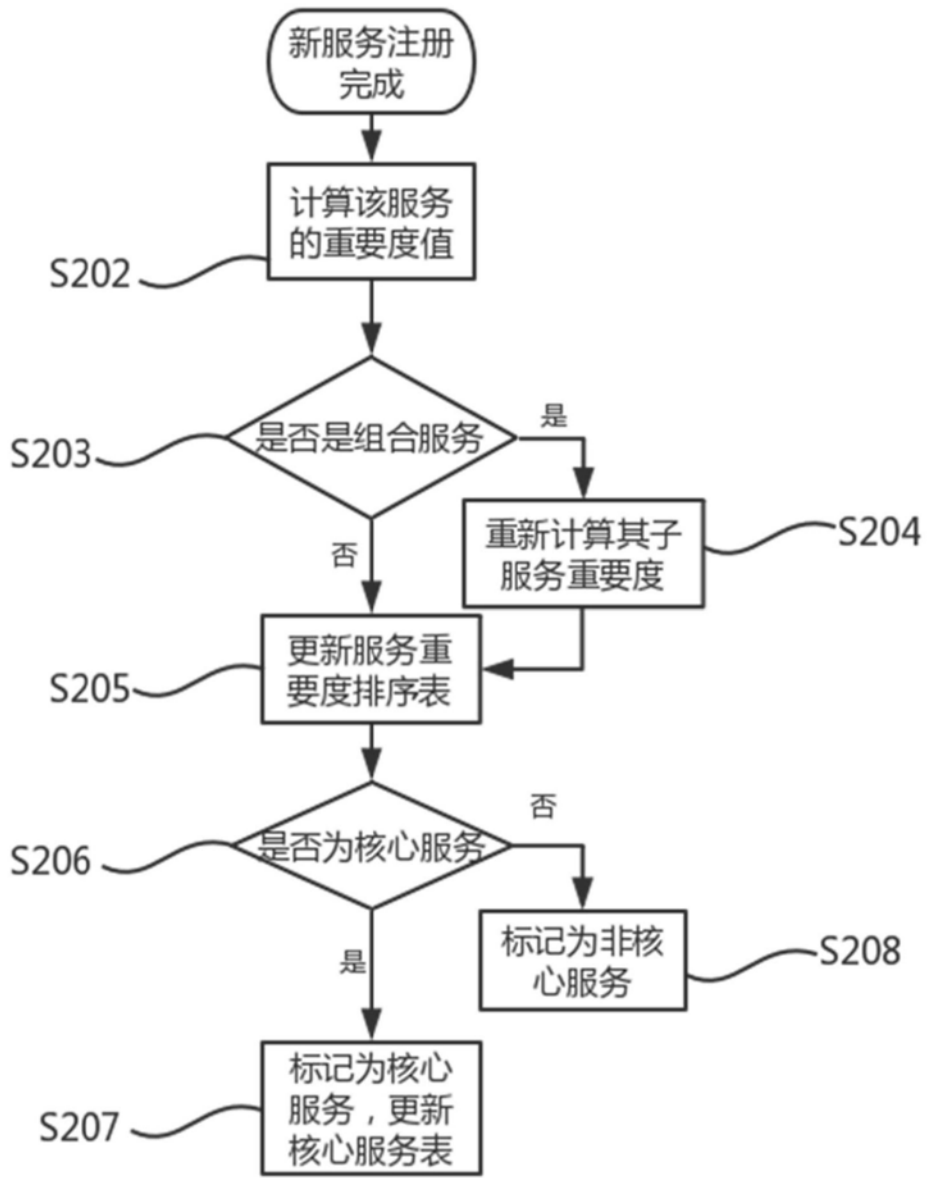 新服务注册
完成
计算该服务
的重要度值
S202
是否是组合服务
是
S203
重新计算其子
服务重要度
S204
否
更新服务重
要度排序表
S205
否
是否为核心服务
S206
标记为非核
心服务
S208
是
标记为核心
服务，更新
核心服务表
S207